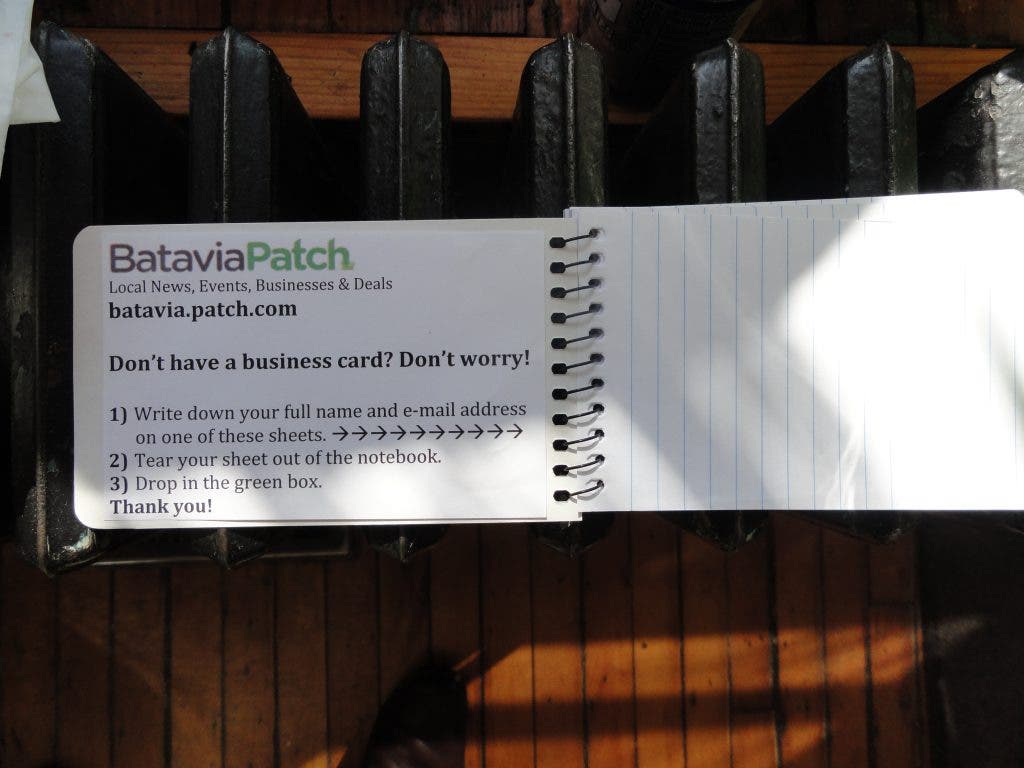 BataviaPatch
Local News, Events, Businesses & Deals
batavia.patch.com
Don't have a business card? Don't worry!
1) Write down your full name and e-mail address
on one of these sheets. →→→→→→→→→→
2) Tear your sheet out of the notebook.
3) Drop in the green box.
Thank you!